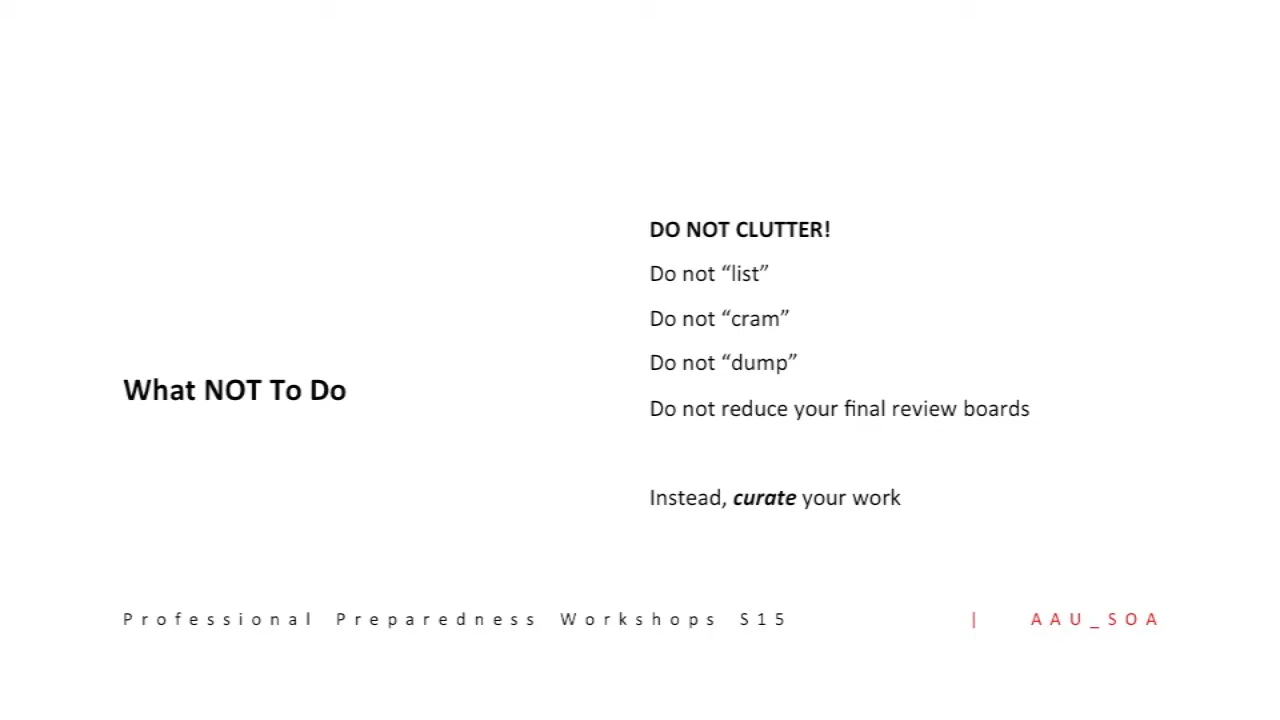 DO NOT CLUTTER!
Do not “list”
Do not “cram”
Do not “dump”
What NOT To Do
Do not reduce your final review boards
Instead, curate your work
Professional Preparedness Workshops S15 | AAU_SOA